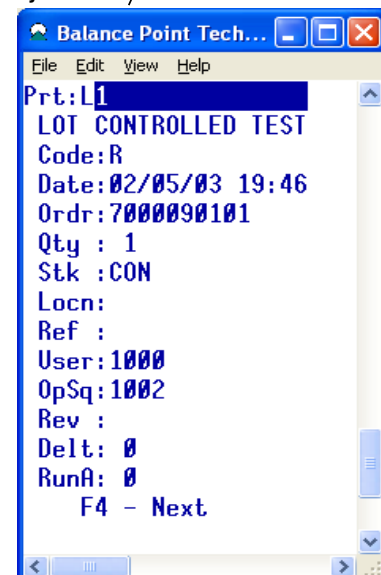 Balance Point Tech...
File Edit View Help
Prt:L1
LOT CONTROLLED TEST
Code:R
Date:02/05/03 19:46
Ordr:7000090101
Qty : 1
Stk :CON
Locn:
Ref :
User:1000
OpSq:1002
Rev :
Delt: 0
RunA: 0
F4 - Next